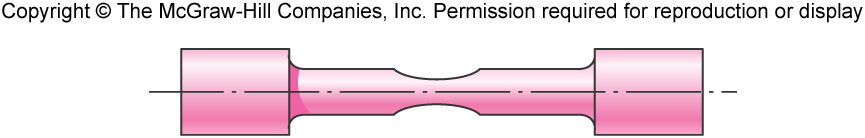 Copyright © The McGraw-Hill Companies, Inc. Permission required for reproduction or display